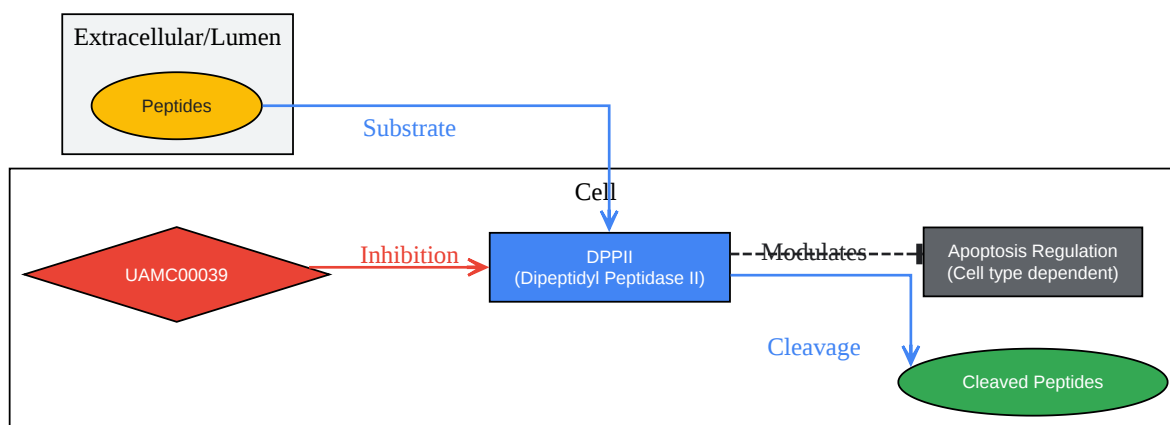 Extracellular/Lumen
Peptides
Substrate
Cell
UAMC00039
Inhibition
DPPII
(Dipeptidyl Peptidase II)
Modulates
Apoptosis Regulation
(Cell type dependent)
Cleavage
Cleaved Peptides